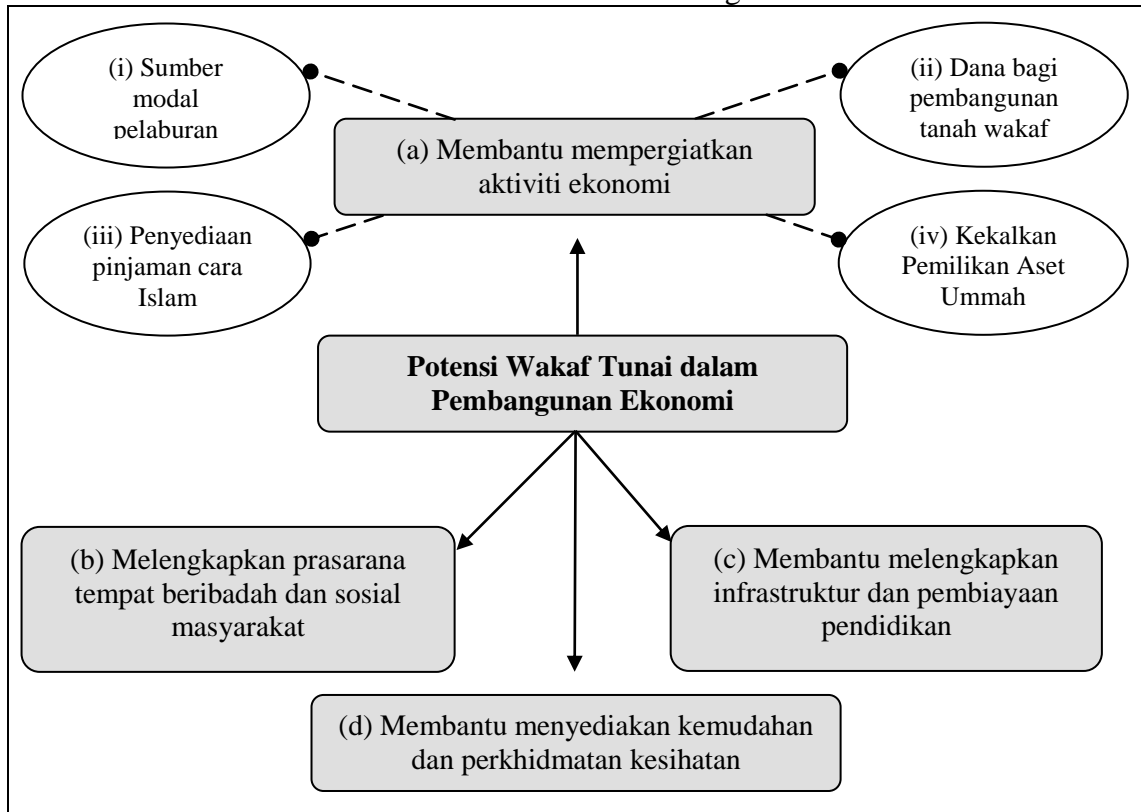 (i) Sumber
modal
pelaburan
(ii) Dana bagi
pembangunan
tanah wakaf
(a) Membantu mempergiatkan
aktiviti ekonomi
(iii) Penyediaan
pinjaman cara
Islam
(iv) Kekalkan
Pemilikan Aset
Ummah
Potensi Wakaf Tunai dalam
Pembangunan Ekonomi
(b) Melengkapkan prasarana
tempat beribadah dan sosial
masyarakat
(c) Membantu melengkapkan
infrastruktur dan pembiayaan
pendidikan
(d) Membantu menyediakan kemudahan
dan perkhidmatan kesihatan